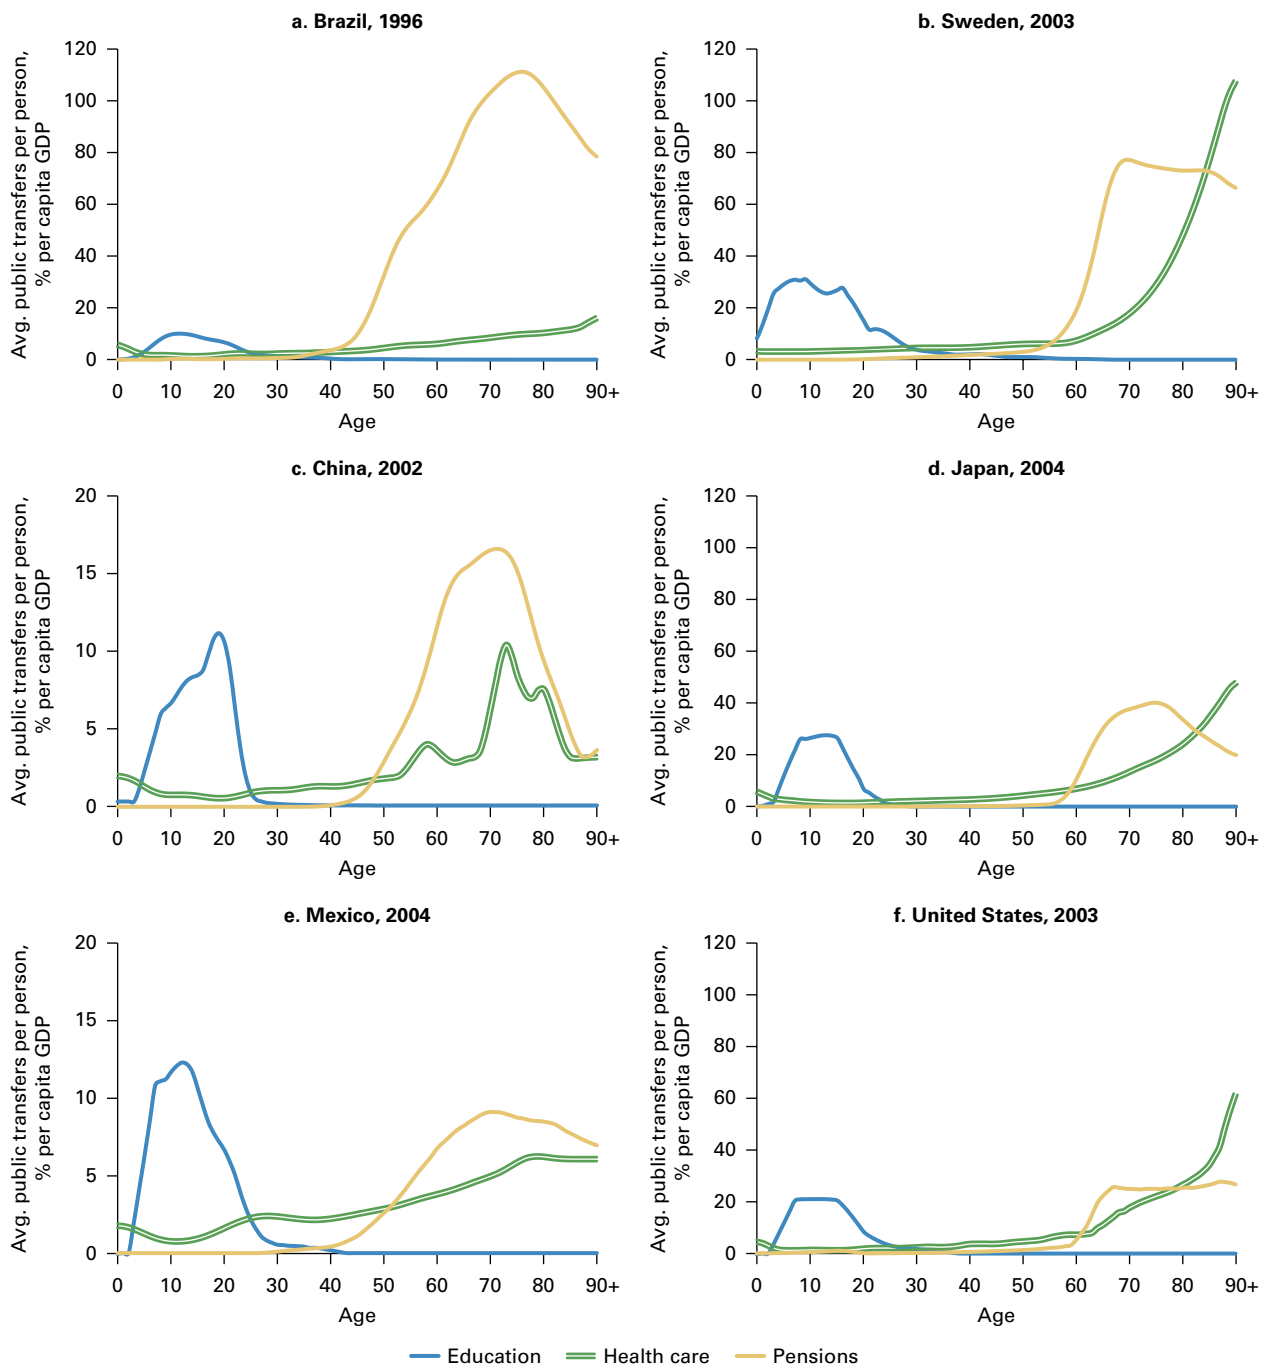 a. Brazil, 1996
Avg. public transfers per person,
% per capita GDP
120
100
80
60
40
20
0
0 10 20 30 40 50 60 70 80 90+
Age
b. Sweden, 2003
Avg. public transfers per person,
% per capita GDP
120
100
80
60
40
20
0
0 10 20 30 40 50 60 70 80 90+
Age
c. China, 2002
Avg. public transfers per person,
% per capita GDP
20
15
10
5
0
0 10 20 30 40 50 60 70 80 90+
Age
d. Japan, 2004
Avg. public transfers per person,
% per capita GDP
120
100
80
60
40
20
0
0 10 20 30 40 50 60 70 80 90+
Age
e. Mexico, 2004
Avg. public transfers per person,
% per capita GDP
20
15
10
5
0
0 10 20 30 40 50 60 70 80 90+
Age
f. United States, 2003
Avg. public transfers per person,
% per capita GDP
120
100
80
60
40
20
0
0 10 20 30 40 50 60 70 80 90+
Age
Education Health care Pensions